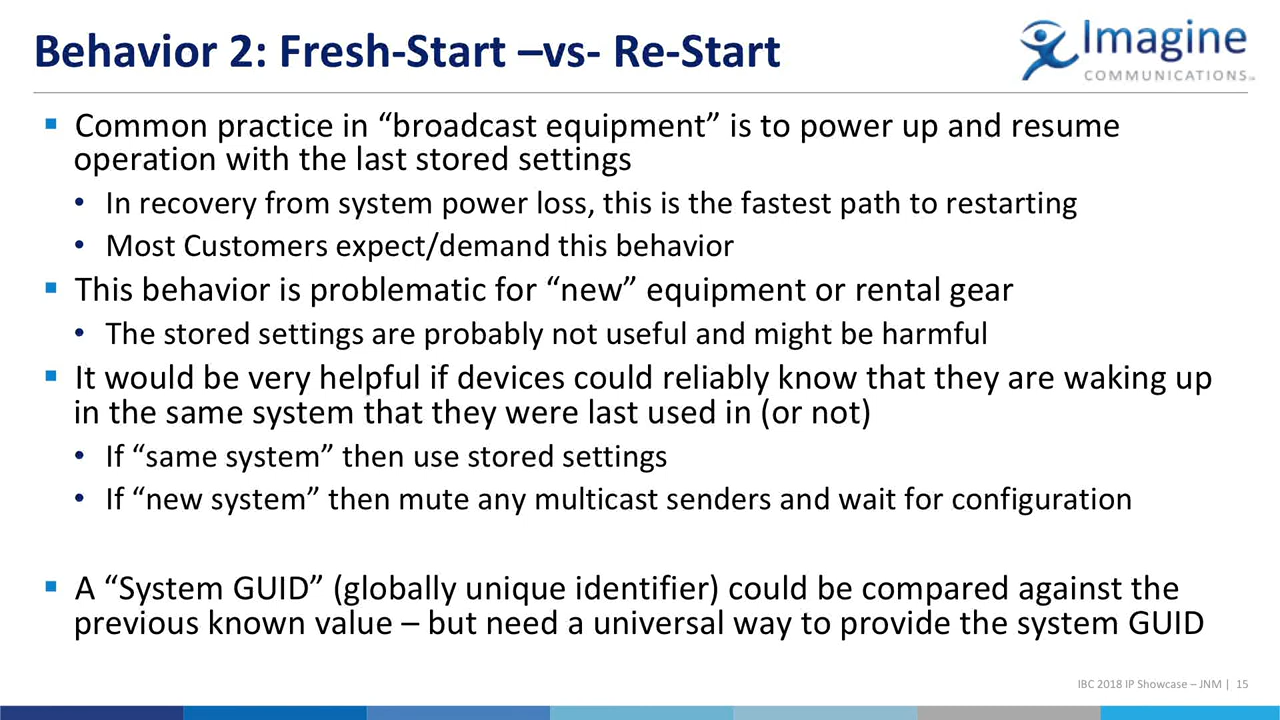 Behavior 2: Fresh-Start –vs- Re-Start
Imagine
COMMUNICATIONS
▪ Common practice in “broadcast equipment” is to power up and resume
operation with the last stored settings
• In recovery from system power loss, this is the fastest path to restarting
• Most Customers expect/demand this behavior
▪ This behavior is problematic for “new” equipment or rental gear
• The stored settings are probably not useful and might be harmful
▪ It would be very helpful if devices could reliably know that they are waking up
in the same system that they were last used in (or not)
• If “same system” then use stored settings
• If “new system” then mute any multicast senders and wait for configuration
▪ A “System GUID” (globally unique identifier) could be compared against the
previous known value – but need a universal way to provide the system GUID
IBC 2018 IP Showcase – JNM | 15